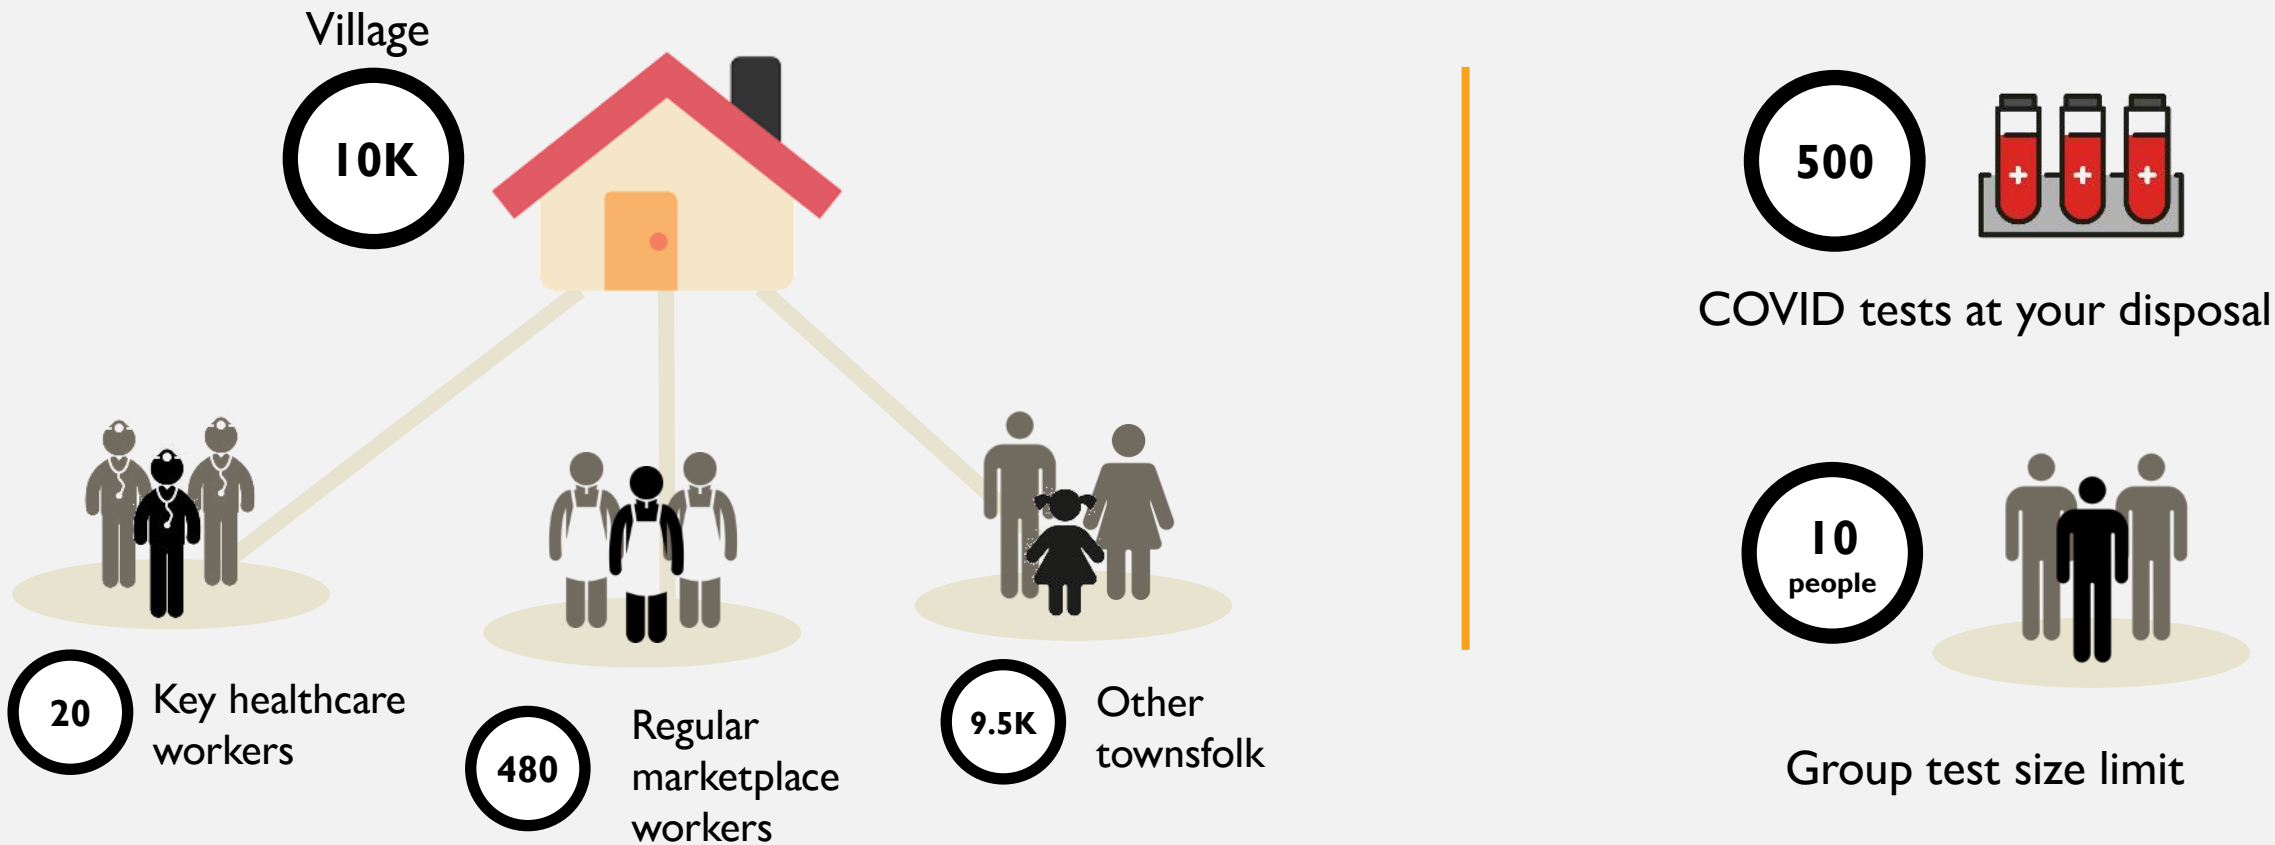 Village
10K
20
Key healthcare
workers
480
Regular
marketplace
workers
9.5K
Other
townsfolk
500
COVID tests at your disposal
10
people
Group test size limit